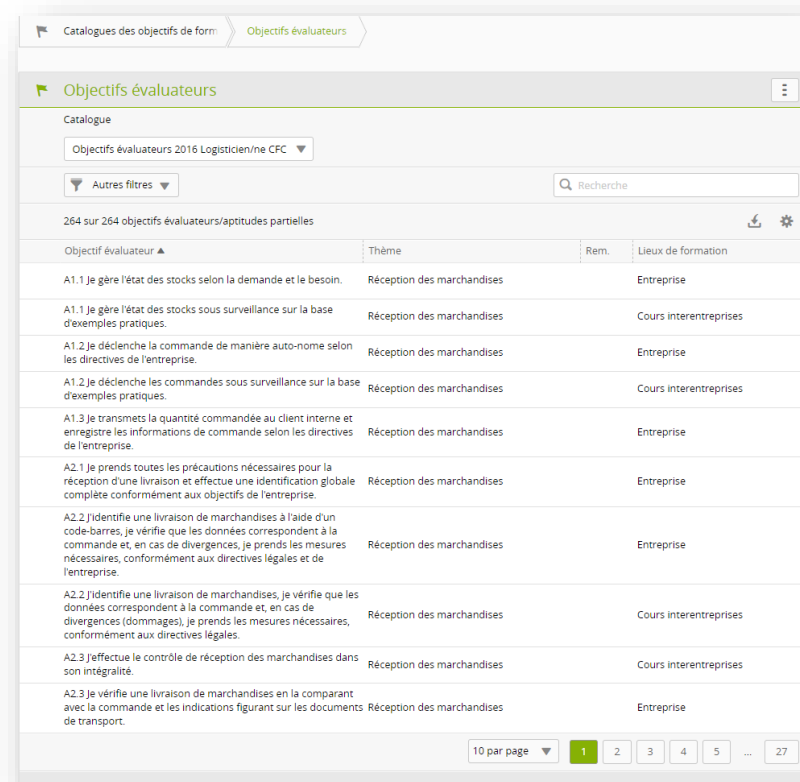 Catalogues des objectifs de form Objectifs évaluateurs
Objectifs évaluateurs
Catalogue
Objectifs évaluateurs 2016 Logisticien/ne CFC
Autres filtres Recherche
264 sur 264 objectifs évaluateurs/aptitudes partielles
Objectif évaluateur Thème Rem. Lieux de formation
A1.1 Je gère l'état des stocks selon la demande et le besoin. Réception des marchandises Entreprise
A1.1 Je gère l'état des stocks sous surveillance sur la base
d'exemples pratiques. Réception des marchandises Cours interentreprises
A1.2 Je déclenche la commande de manière auto-nome selon
les directives de l'entreprise. Réception des marchandises Entreprise
A1.2 Je déclenche les commandes sous surveillance sur la base
d'exemples pratiques. Réception des marchandises Cours interentreprises
A1.3 Je transmets la quantité commandée au client interne et
enregistre les informations de commande selon les directives
de l'entreprise. Réception des marchandises Entreprise
A2.1 Je prends toutes les précautions nécessaires pour la
réception d'une livraison et effectue une identification globale
complète conformément aux objectifs de l'entreprise. Réception des marchandises Entreprise
A2.2 J'identifie une livraison de marchandises à l'aide d'un
code-barres, je vérifie que les données correspondent à la
commande et, en cas de divergences, je prends les mesures
nécessaires, conformément aux directives légales et de
l'entreprise. Réception des marchandises Entreprise
A2.2 J'identifie une livraison de marchandises, je vérifie que les
données correspondent à la commande et, en cas de
divergences (dommages), je prends les mesures nécessaires,
conformément aux directives légales. Réception des marchandises Cours interentreprises
A2.3 J'effectue le contrôle de réception des marchandises dans
son intégralité. Réception des marchandises Cours interentreprises
A2.3 Je vérifie une livraison de marchandises en la comparant
avec la commande et les indications figurant sur les documents
de transport. Réception des marchandises Entreprise
10 par page 1 2 3 4 5 ... 27